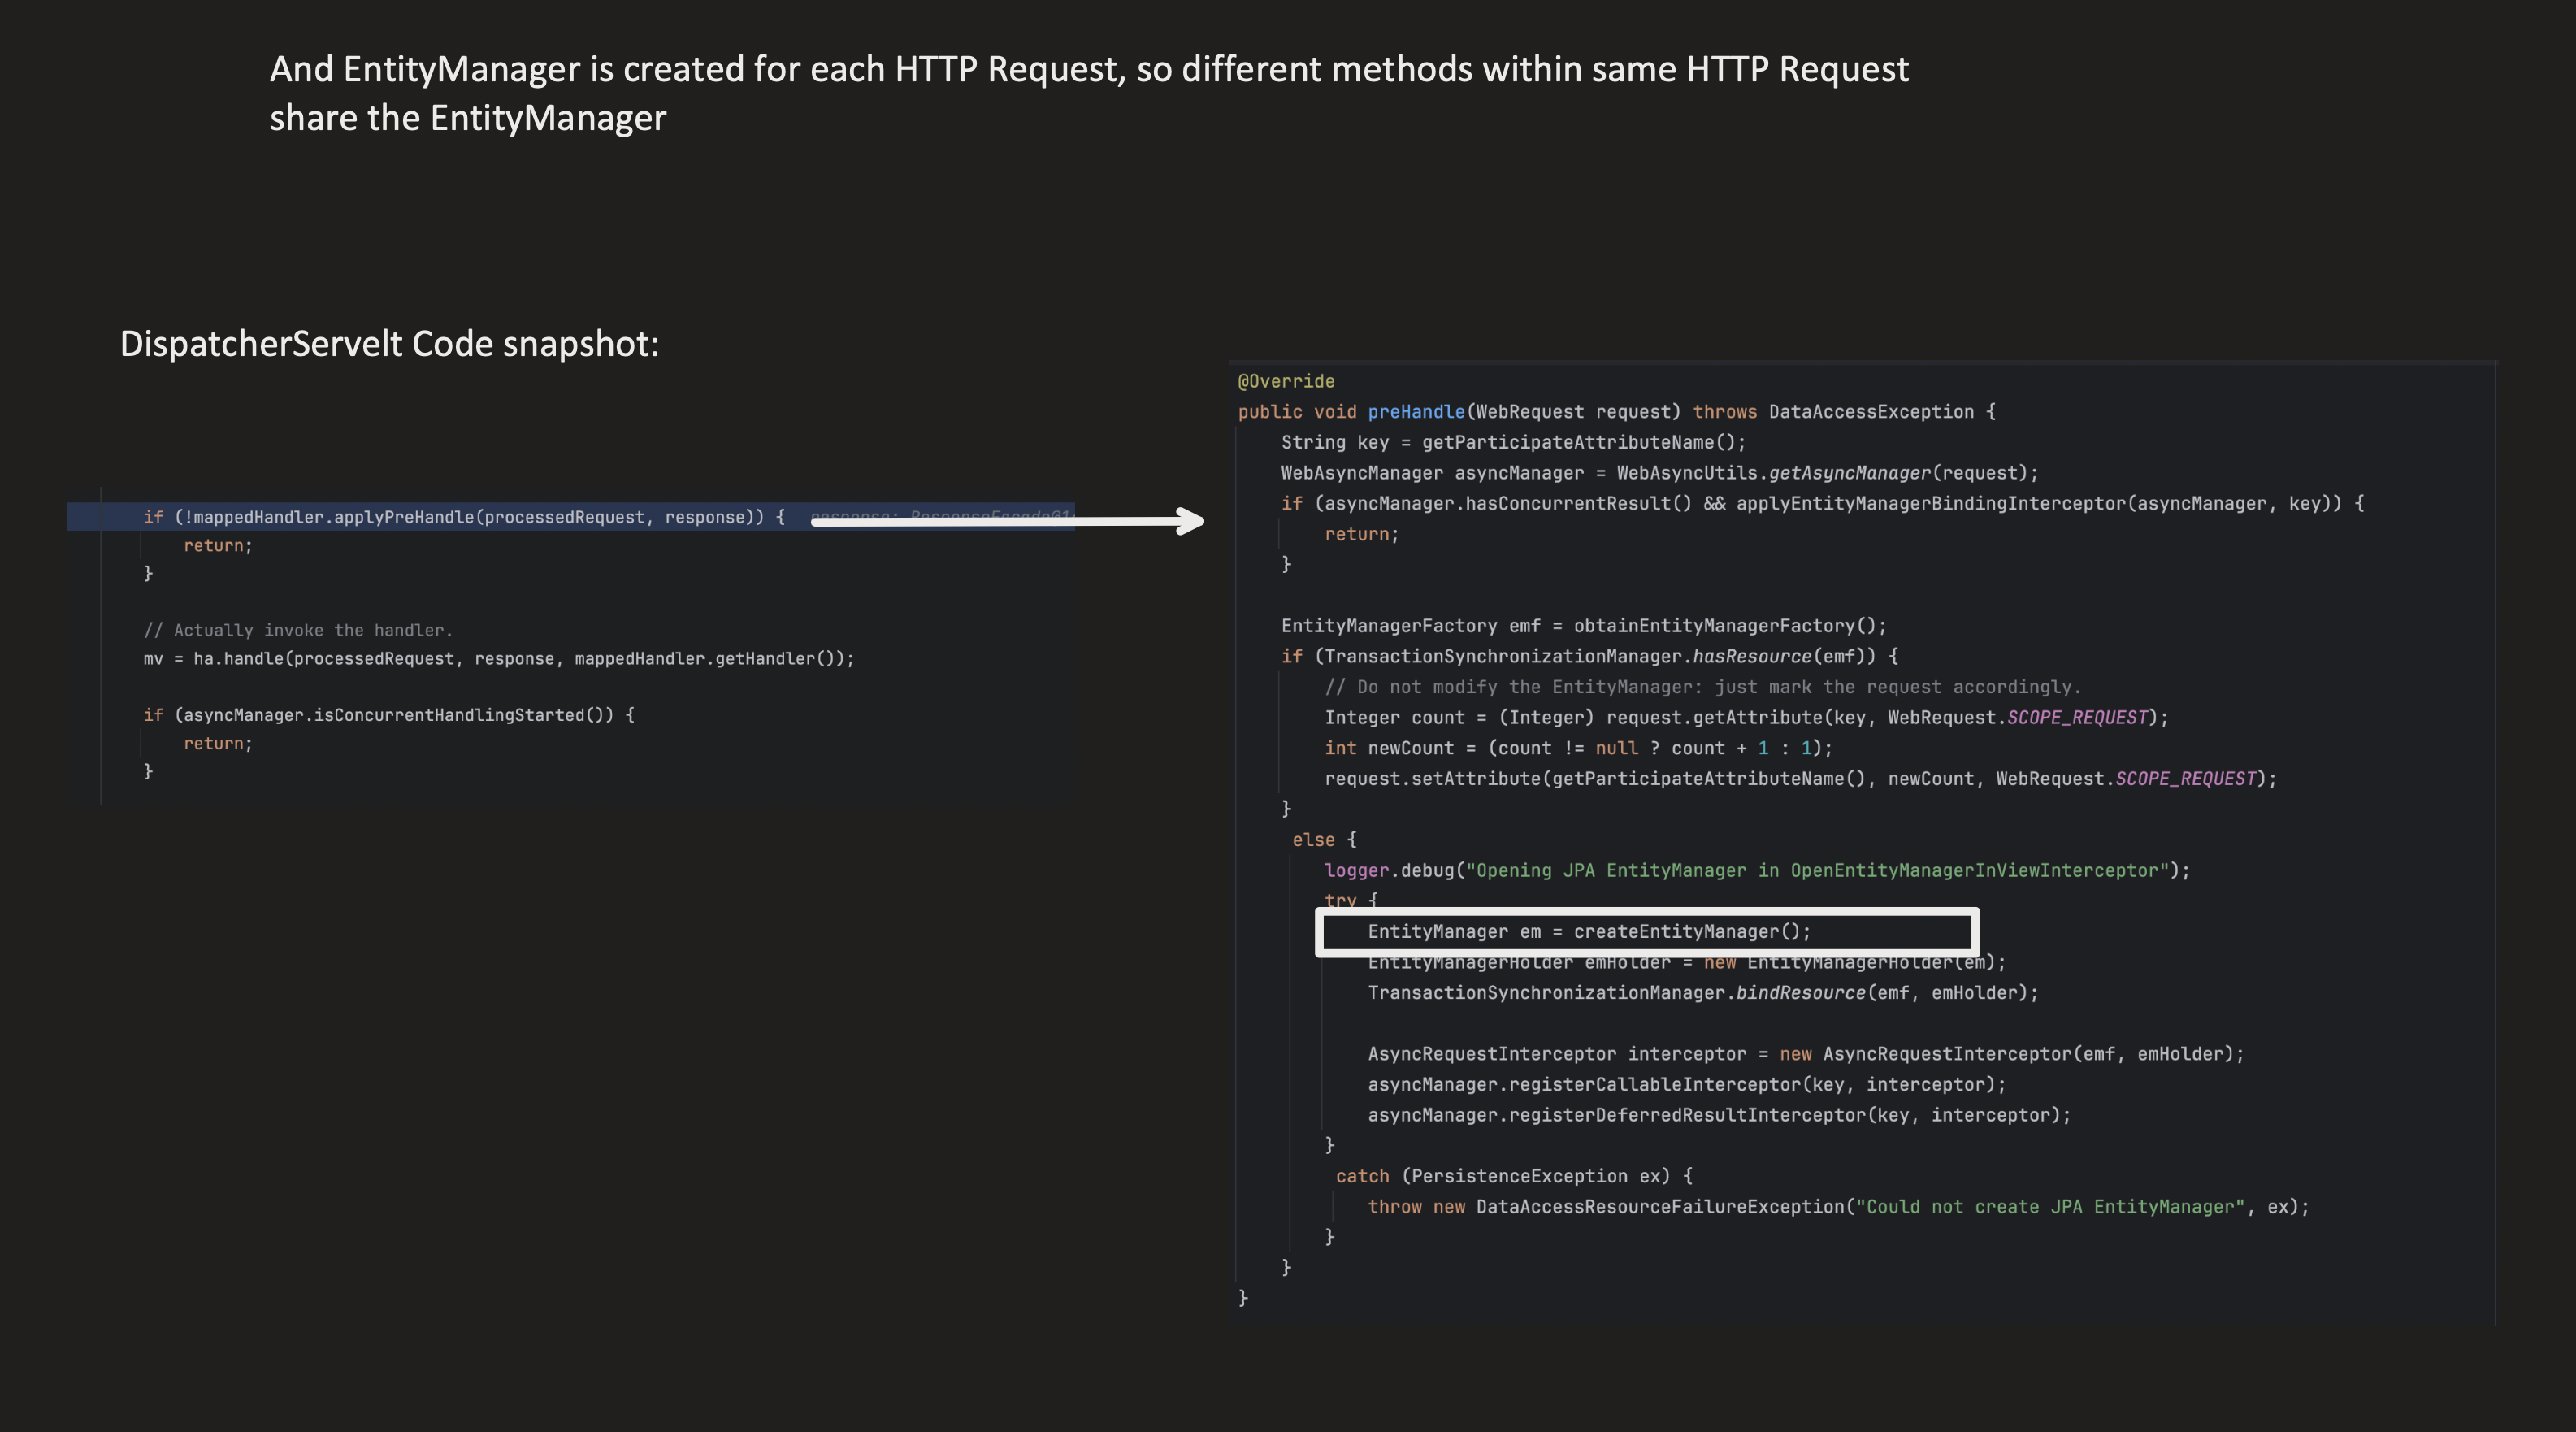 And EntityManager is created for each HTTP Request, so different methods within same HTTP Request
share the EntityManager
DispatcherServelt Code snapshot:
if (!mappedHandler.applyPreHandle(processedRequest, response)) {  response: ResponseFacade@1
return;
}
// Actually invoke the handler.
mv = ha.handle(processedRequest, response, mappedHandler.getHandler());
if (asyncManager.isConcurrentHandlingStarted()) {
return;
}
@Override
public void preHandle(WebRequest request) throws DataAccessException {
String key = getParticipateAttributeName();
WebAsyncManager asyncManager = WebAsyncUtils.getAsyncManager(request);
if (asyncManager.hasConcurrentResult() && applyEntityManagerBindingInterceptor(asyncManager, key)) {
return;
}
EntityManagerFactory emf = obtainEntityManagerFactory();
if (TransactionSynchronizationManager.hasResource(emf)) {
// Do not modify the EntityManager: just mark the request accordingly.
Integer count = (Integer) request.getAttribute(key, WebRequest.SCOPE_REQUEST);
int newCount = (count != null ? count + 1 : 1);
request.setAttribute(getParticipateAttributeName(), newCount, WebRequest.SCOPE_REQUEST);
}
else {
logger.debug("Opening JPA EntityManager in OpenEntityManagerInViewInterceptor");
try {
EntityManager em = createEntityManager();
EntityManagerHolder emHolder = new EntityManagerHolder(em);
TransactionSynchronizationManager.bindResource(emf, emHolder);
AsyncRequestInterceptor interceptor = new AsyncRequestInterceptor(emf, emHolder);
asyncManager.registerCallableInterceptor(key, interceptor);
asyncManager.registerDeferredResultInterceptor(key, interceptor);
}
catch (PersistenceException ex) {
throw new DataAccessResourceFailureException("Could not create JPA EntityManager", ex);
}
}
}